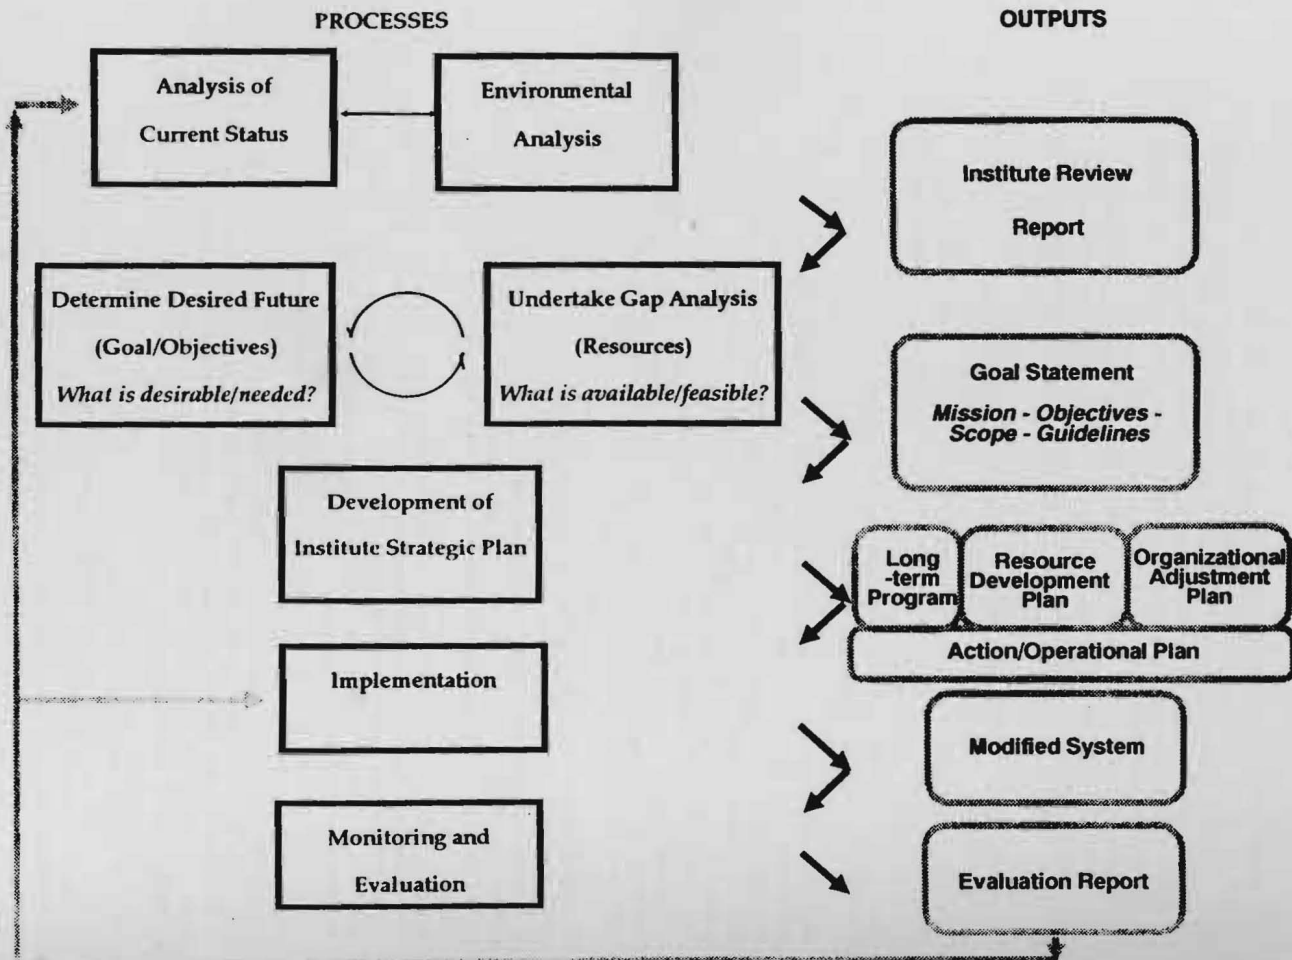 PROCESSES
OUTPUTS
Analysis of
Current Status
Environmental
Analysis
Institute Review
Report
Determine Desired Future
(Goal/Objectives)
What is desirable/needed?
Undertake Gap Analysis
(Resources)
What is available/feasible?
Goal Statement
Mission - Objectives -
Scope - Guidelines
Development of
Institute Strategic Plan
Long
-term
Program
Resource
Development
Plan
Organizational
Adjustment
Plan
Action/Operational Plan
Implementation
Modified System
Monitoring and
Evaluation
Evaluation Report